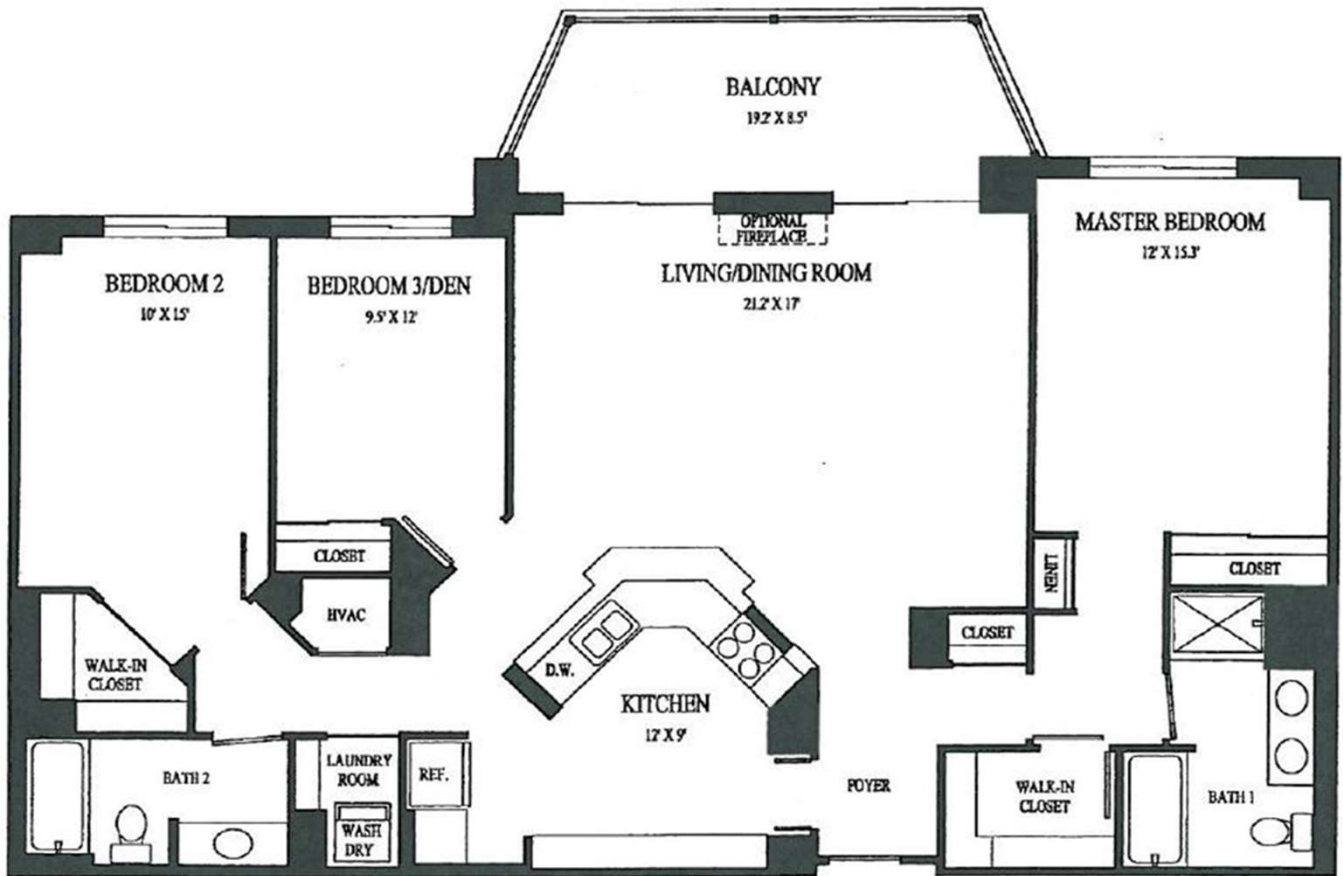 BALCONY
19.2' X 8.5'
OPTIONAL
FIREPLACE
MASTER BEDROOM
12' X 15.3'
BEDROOM 2
10' X 15'
BEDROOM 3/DEN
9.5' X 12'
LIVING/DINING ROOM
21.2' X 17'
CLOSET
LINEN
CLOSET
HVAC
CLOSET
WALK-IN
CLOSET
D.W.
KITCHEN
12' X 9'
BATH 2
LAUNDRY
ROOM
REF.
FOYER
WALK-IN
CLOSET
BATH 1
WASH
DRY